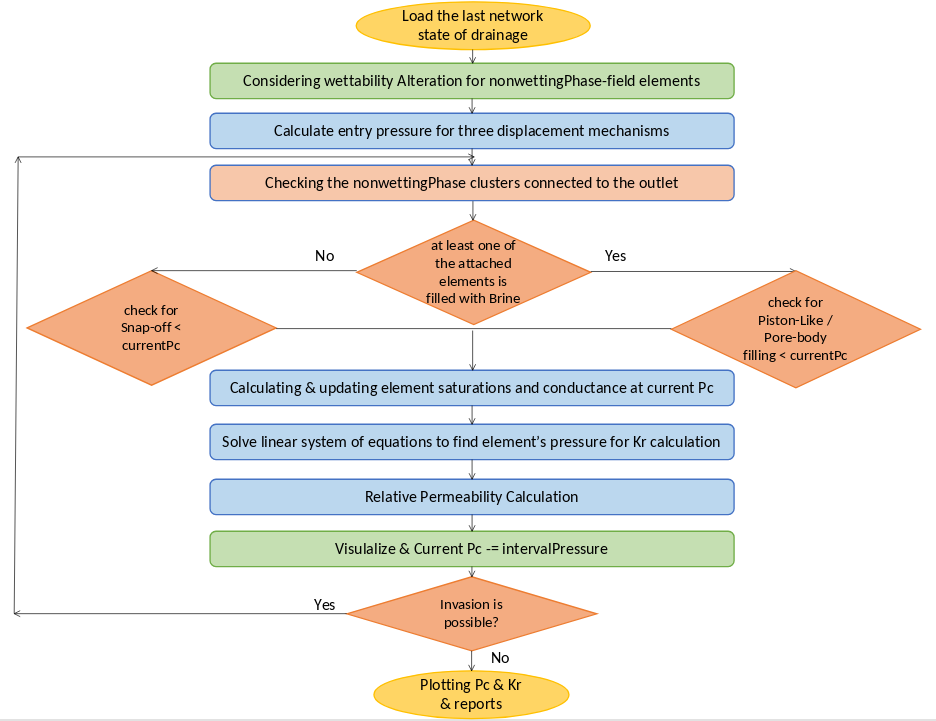 Load the last network
state of drainage
Considering wettability Alteration for nonwettingPhase-field elements
Calculate entry pressure for three displacement mechanisms
Checking the nonwettingPhase clusters connected to the outlet
at least one of
the attached
elements is
filled with Brine
No
Yes
check for
Snap-off <
currentPc
check for
Piston-Like /
Pore-body
filling < currentPc
Calculating & updating element saturations and conductance at current Pc
Solve linear system of equations to find element's pressure for Kr calculation
Relative Permeability Calculation
Visulalize & Current Pc -= intervalPressure
Yes
Invasion is
possible?
No
Plotting Pc & Kr
& reports